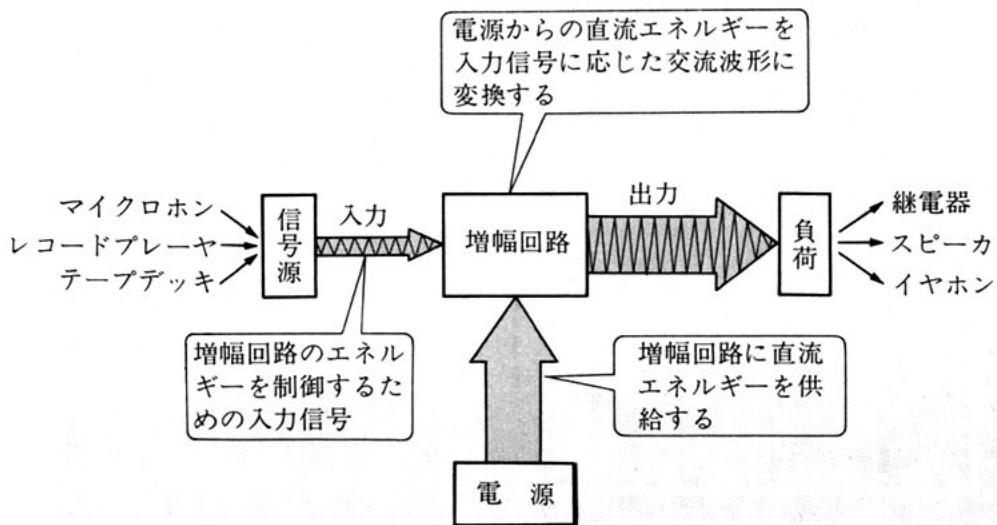 電源からの直流エネルギーを
入力信号に応じた交流波形に
変換する
マイクロホン
レコードプレーヤ
テープデッキ
信号源
入力
増幅回路
出力
負荷
継電器
スピーカ
イヤホン
増幅回路のエネル
ギーを制御するた
めの入力信号
増幅回路に直流
エネルギーを供
給する
電源